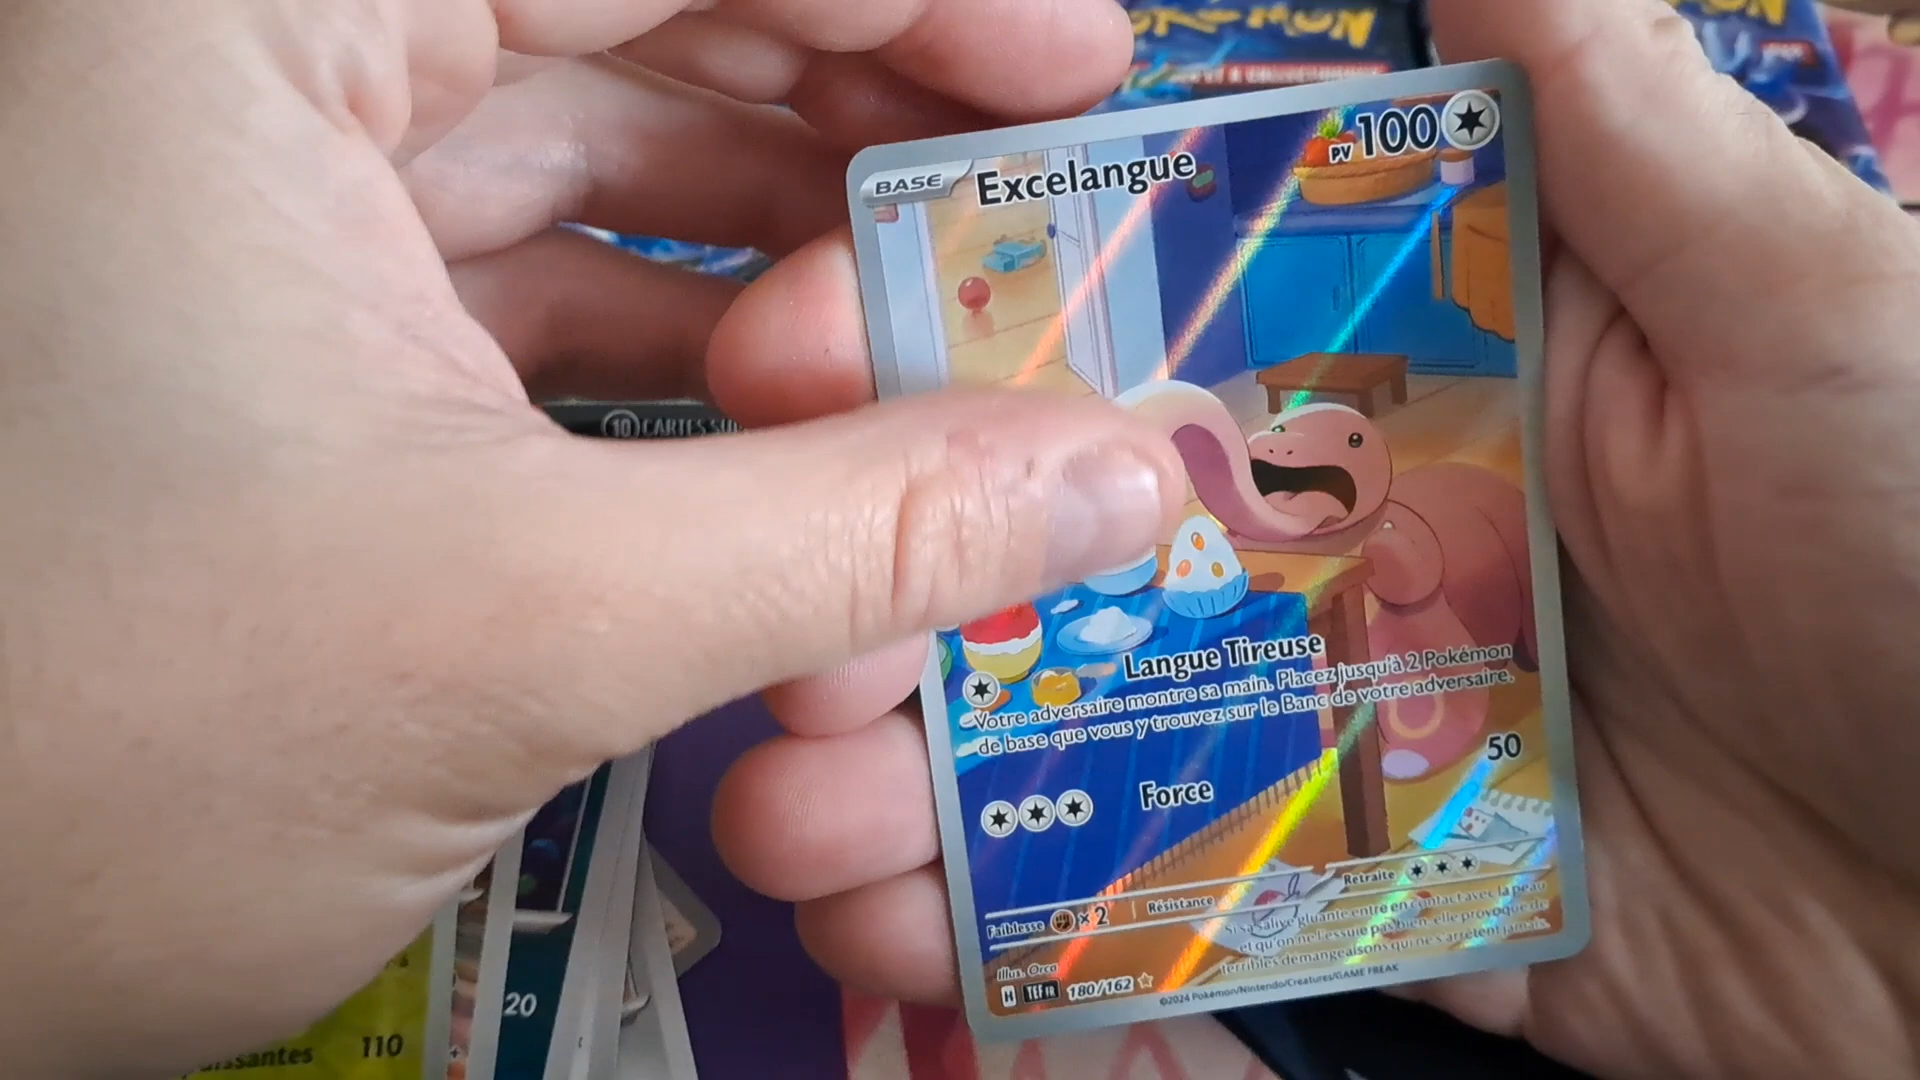 POKÉMON
BASE
Excelangue
PV 100
10 CARTES SU
Langue Tireuse
Votre adversaire montre sa main. Placez jusqu'à 2 Pokémon
de base que vous y trouvez sur le Banc de votre adversaire.
Force
50
Faiblesse
×2
Résistance
Retraite
Si sa salive gluante entre en contact avec la peau
et qu'on ne l'essuie pas bien, elle provoque de
terribles démangeaisons qui ne s'arrêtent jamais.
Illus. Orca
H TEF FR 180/162
©2024 Pokémon/Nintendo/Creatures/GAME FREAK
20
uissantes 110